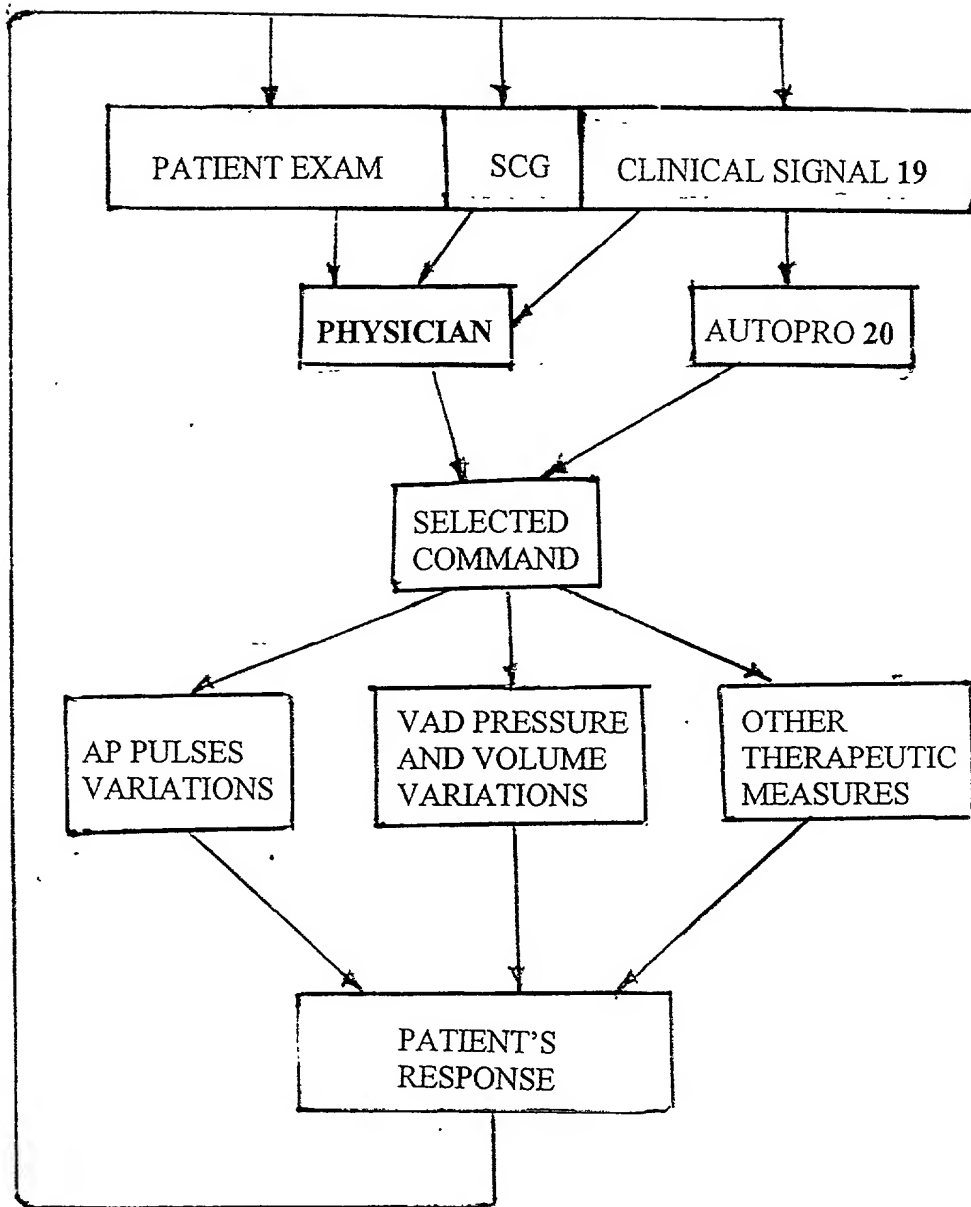 PATIENT EXAM
SCG
CLINICAL SIGNAL 19
PHYSICIAN
AUTOPRO 20
SELECTED
COMMAND
AP PULSES
VARIATIONS
VAD PRESSURE
AND VOLUME
VARIATIONS
OTHER
THERAPEUTIC
MEASURES
PATIENT'S
RESPONSE